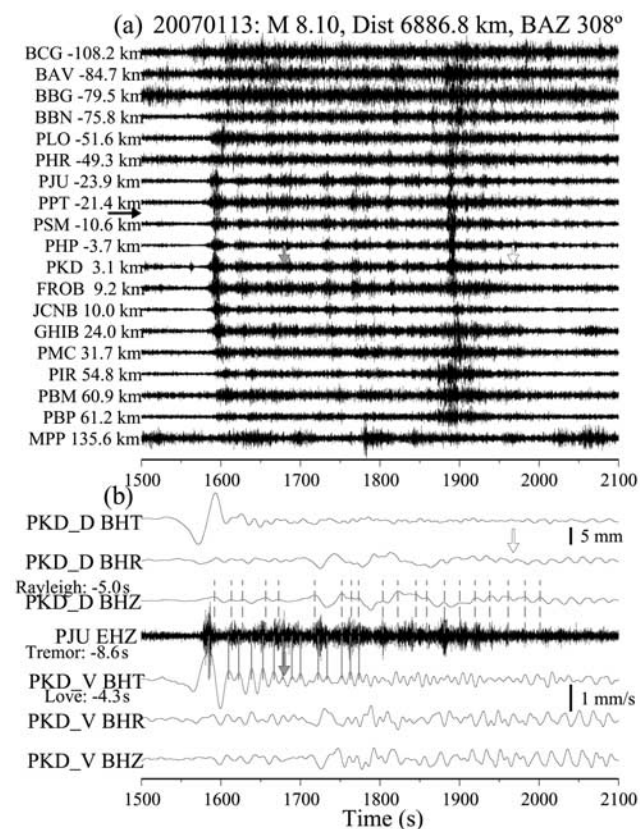 (a) 20070113: M 8.10, Dist 6886.8 km, BAZ 308º
BCG -108.2 km
BAV -84.7 km
BBG -79.5 km
BBN -75.8 km
PLO -51.6 km
PHR -49.3 km
PJU -23.9 km
PPT -21.4 km
PSM -10.6 km
PHP -3.7 km
PKD 3.1 km
FROB 9.2 km
JCNB 10.0 km
GHIB 24.0 km
PMC 31.7 km
PIR 54.8 km
PBM 60.9 km
PBP 61.2 km
MPP 135.6 km
1500 1600 1700 1800 1900 2000 2100
(b)
PKD_D BHT
5 mm
PKD_D BHR
Rayleigh: -5.0s
PKD_D BHZ
PJU EHZ
Tremor: -8.6s
PKD_V BHT
Love: -4.3s
1 mm/s
PKD_V BHR
PKD_V BHZ
1500 1600 1700 1800 1900 2000 2100
Time (s)